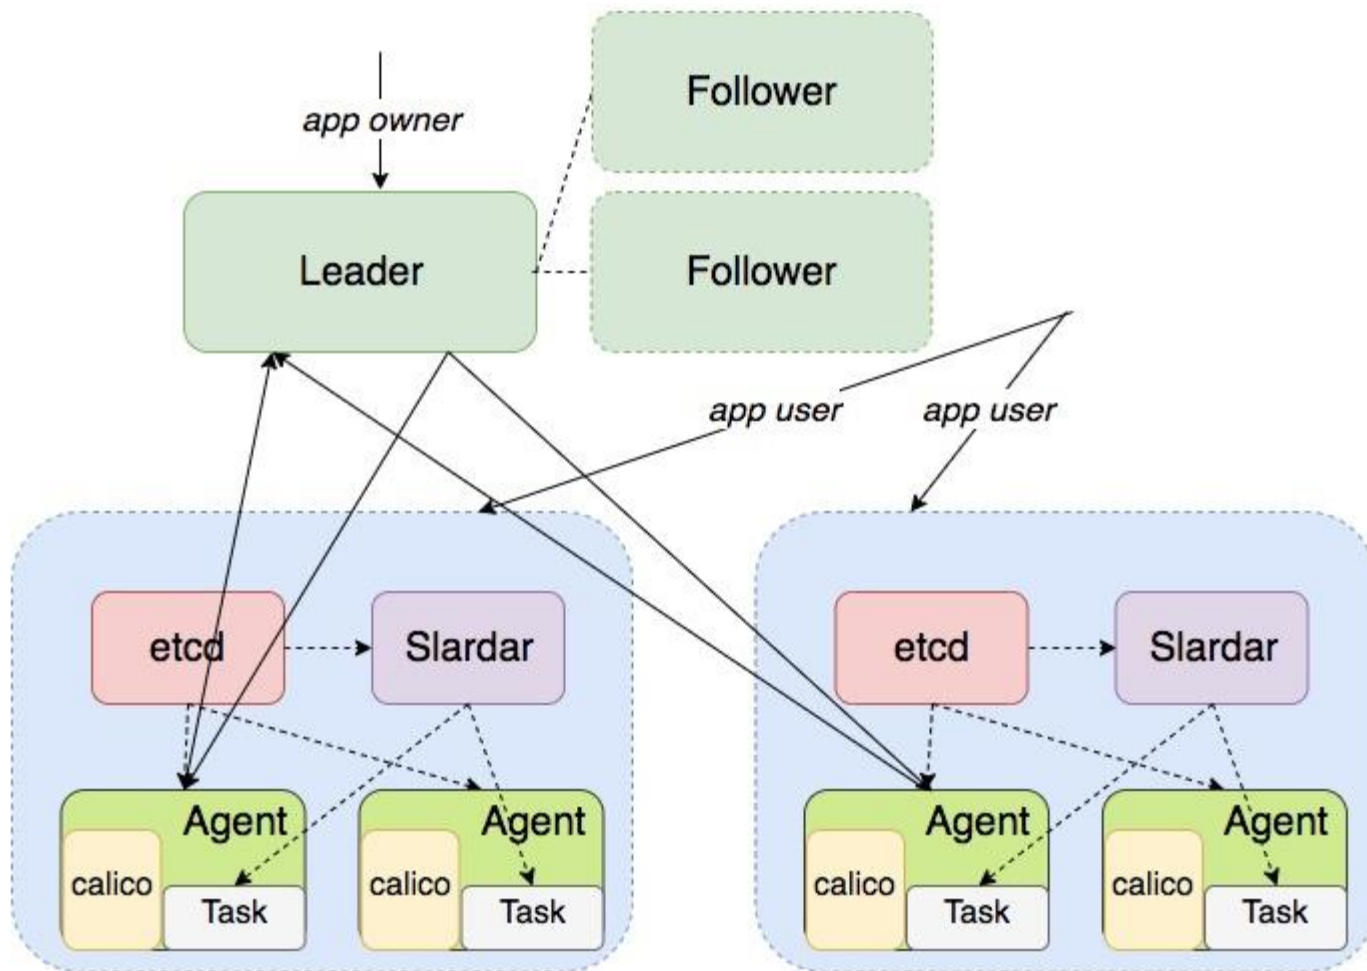 Follower
app owner
Leader
Follower
app user
app user
etcd
Slardar
etcd
Slardar
Agent
calico
Task
Agent
calico
Task
Agent
calico
Task
Agent
calico
Task